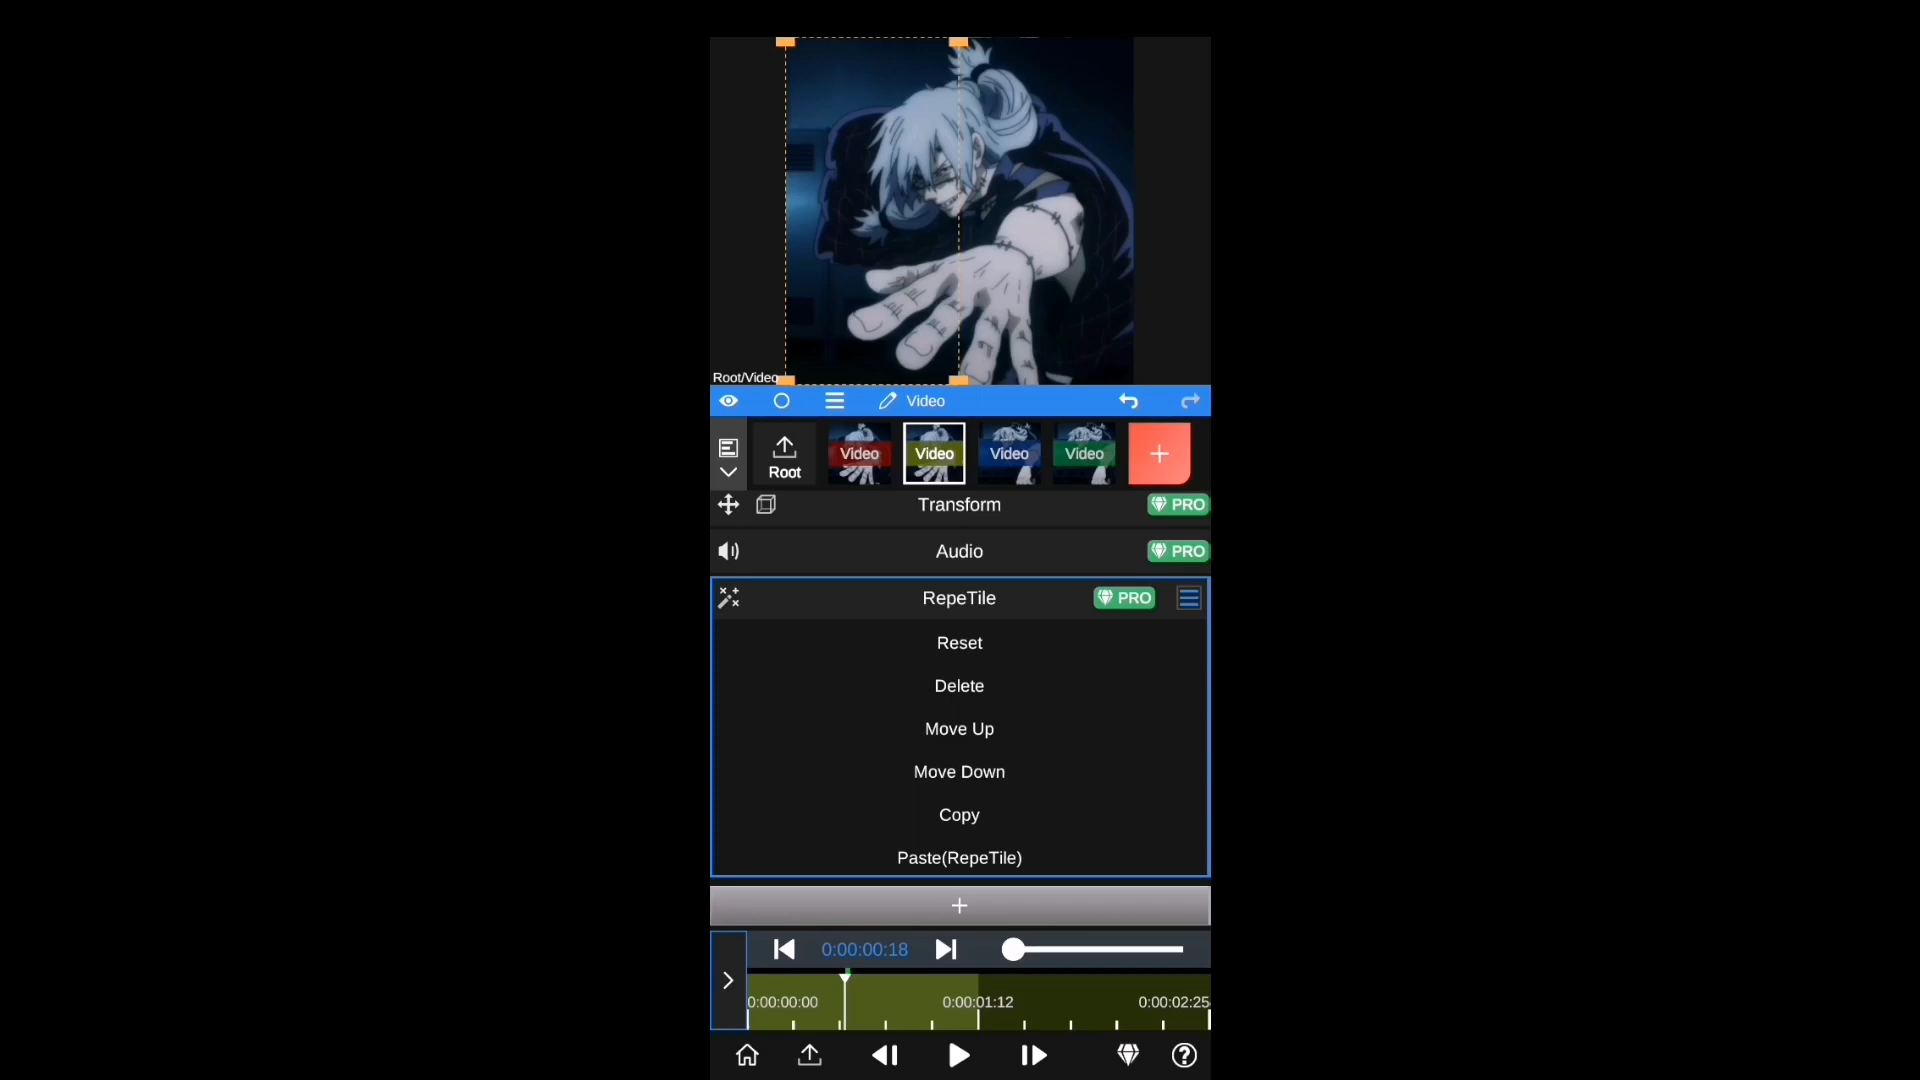 Root/Video
Video
Root
Video
Video
Video
Video
Transform
PRO
Audio
PRO
RepeTile
PRO
Reset
Delete
Move Up
Move Down
Copy
Paste(RepeTile)
0:00:00:18
0:00:00:00
0:00:01:12
0:00:02:25